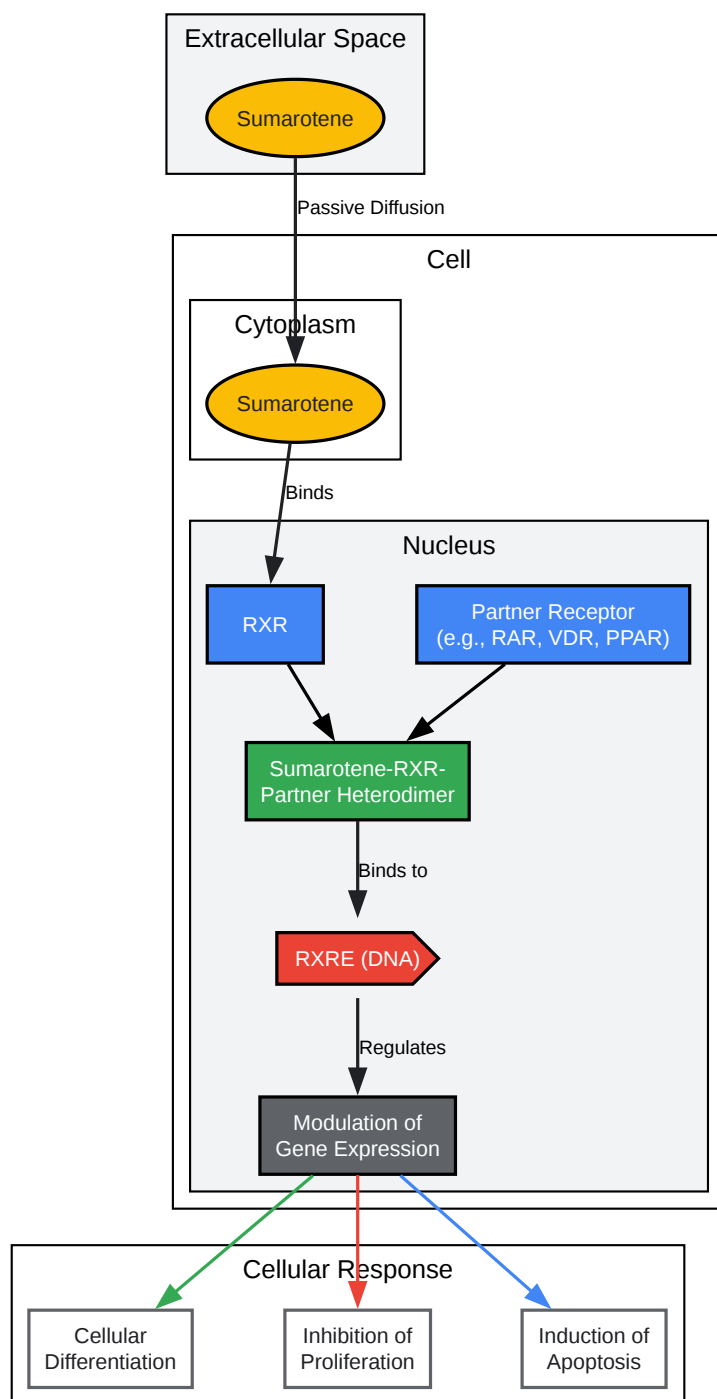 Extracellular Space
Sumarotene
Passive Diffusion
Cell
Cytoplasm
Sumarotene
Binds
Nucleus
RXR
Partner Receptor
(e.g., RAR, VDR, PPAR)
Sumarotene-RXR-
Partner Heterodimer
Binds to
RXRE (DNA)
Regulates
Modulation of
Gene Expression
Cellular Response
Cellular
Differentiation
Inhibition of
Proliferation
Induction of
Apoptosis